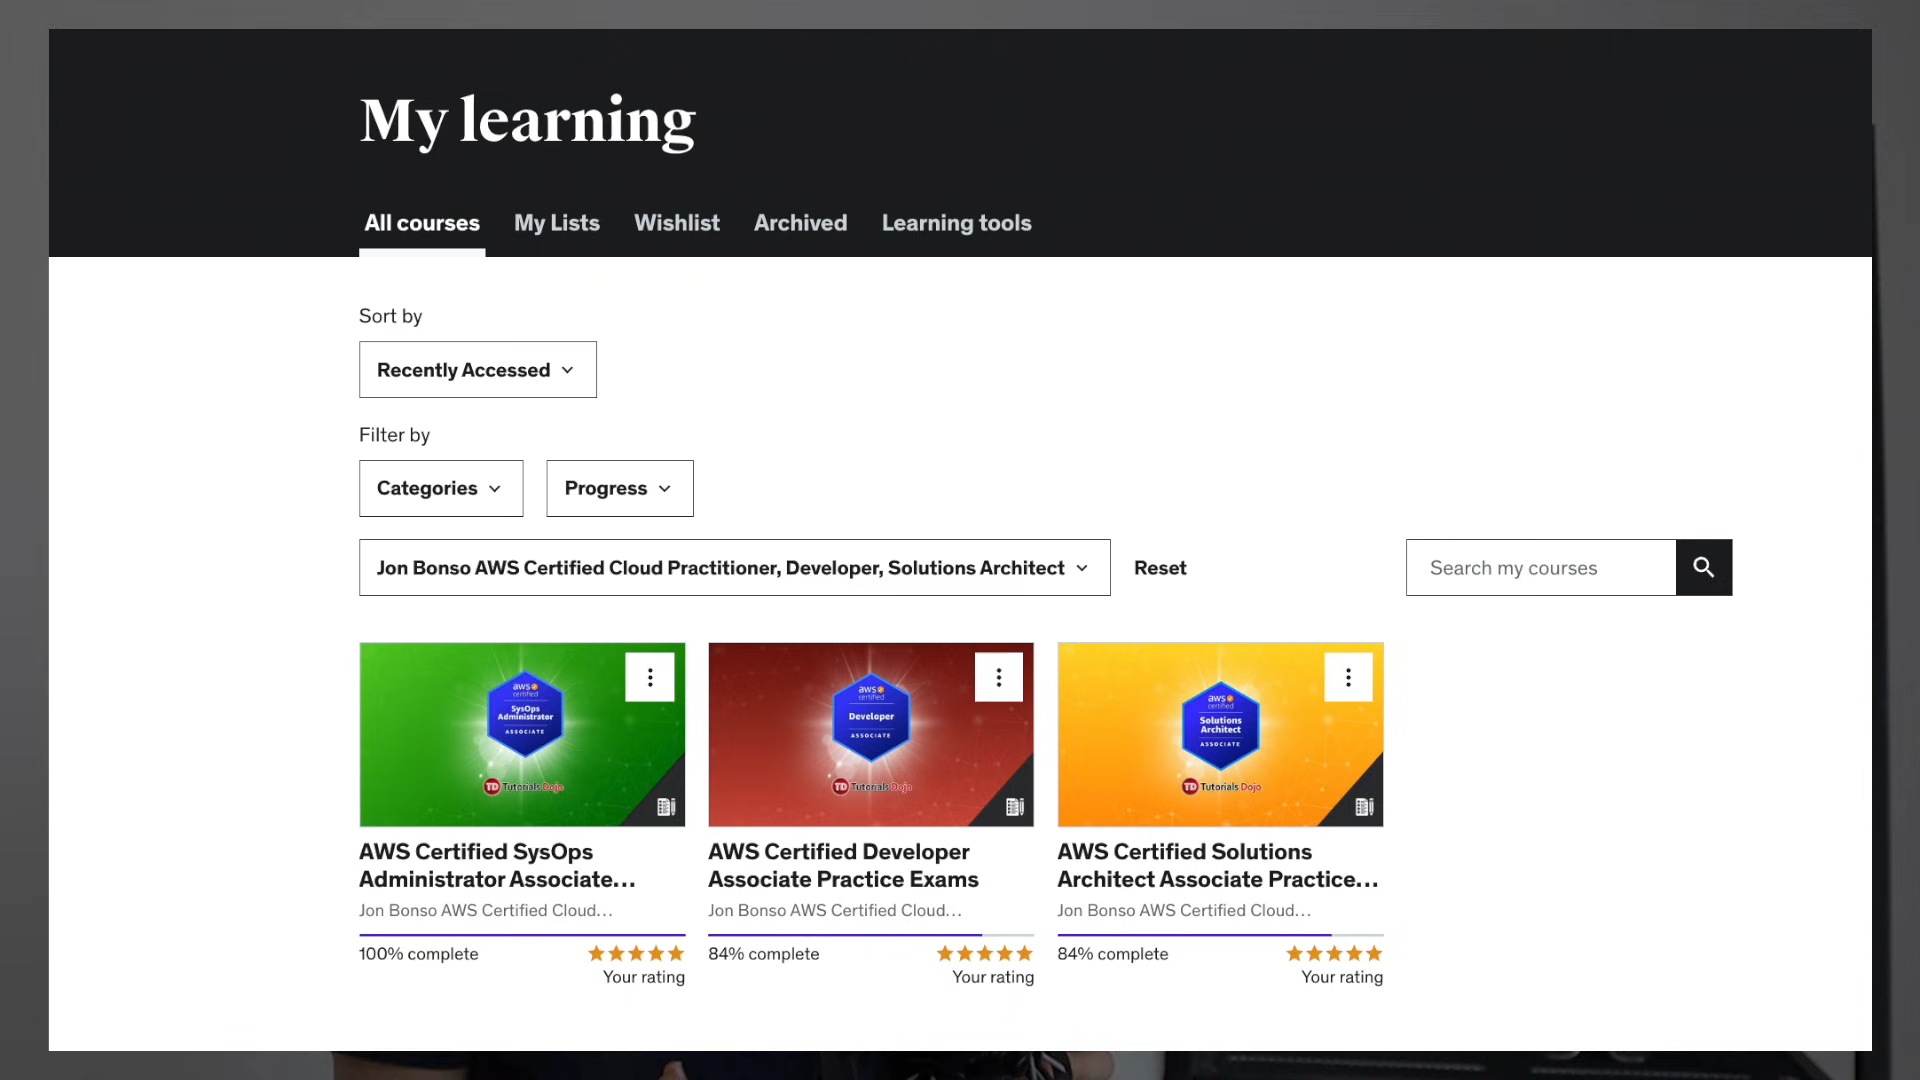 My learning
All courses My Lists Wishlist Archived Learning tools
Sort by
Recently Accessed
Filter by
Categories Progress
Jon Bonso AWS Certified Cloud Practitioner, Developer, Solutions Architect Reset Search my courses
aws
certified
SysOps
Administrator
ASSOCIATE
TD Tutorials Dojo
aws
certified
Developer
ASSOCIATE
TD Tutorials Dojo
aws
certified
Solutions
Architect
ASSOCIATE
TD Tutorials Dojo
AWS Certified SysOps
Administrator Associate...
Jon Bonso AWS Certified Cloud...
100% complete
Your rating
AWS Certified Developer
Associate Practice Exams
Jon Bonso AWS Certified Cloud...
84% complete
Your rating
AWS Certified Solutions
Architect Associate Practice...
Jon Bonso AWS Certified Cloud...
84% complete
Your rating